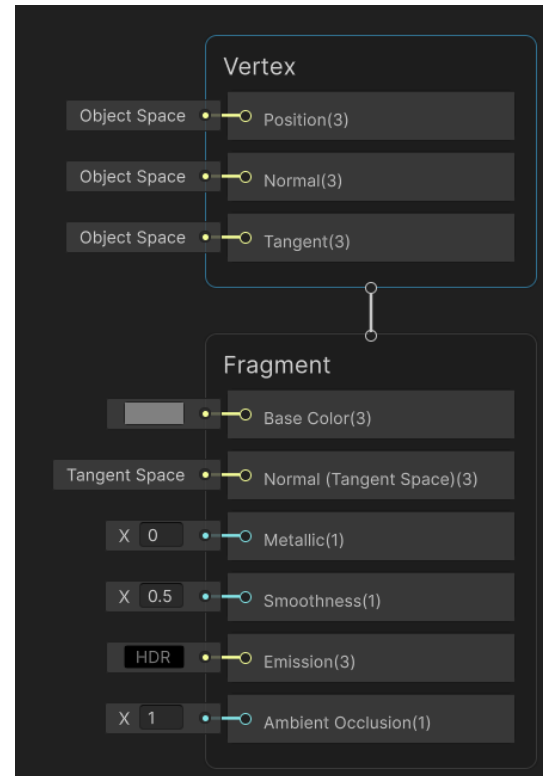 Vertex
Object Space Position(3)
Object Space Normal(3)
Object Space Tangent(3)
Fragment
Base Color(3)
Tangent Space Normal (Tangent Space)(3)
X 0 Metallic(1)
X 0.5 Smoothness(1)
HDR Emission(3)
X 1 Ambient Occlusion(1)